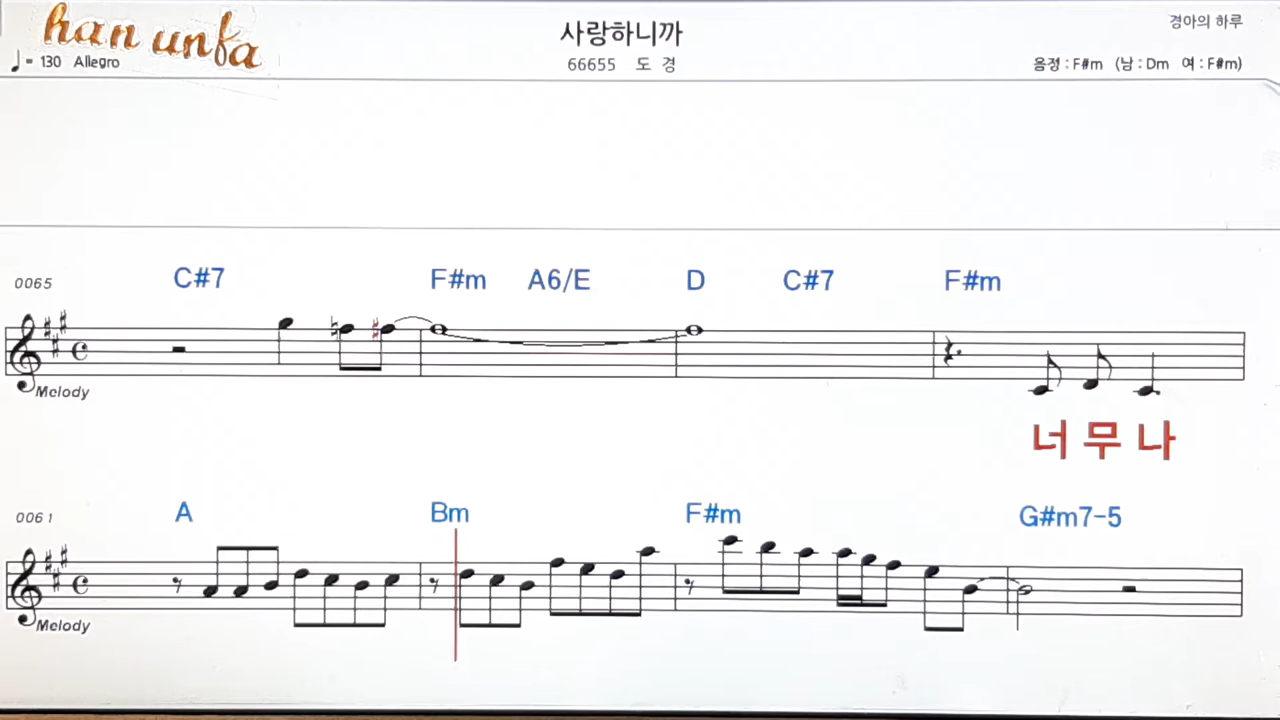 han unfa
사랑하니까
경아의 하루
♩= 130 Allegro
66655 도 경
음정 : F#m (남 : Dm 여 : F#m)
0065
C#7 F#m A6/E D C#7 F#m
Melody
너 무 나
0061
A Bm F#m G#m7-5
Melody